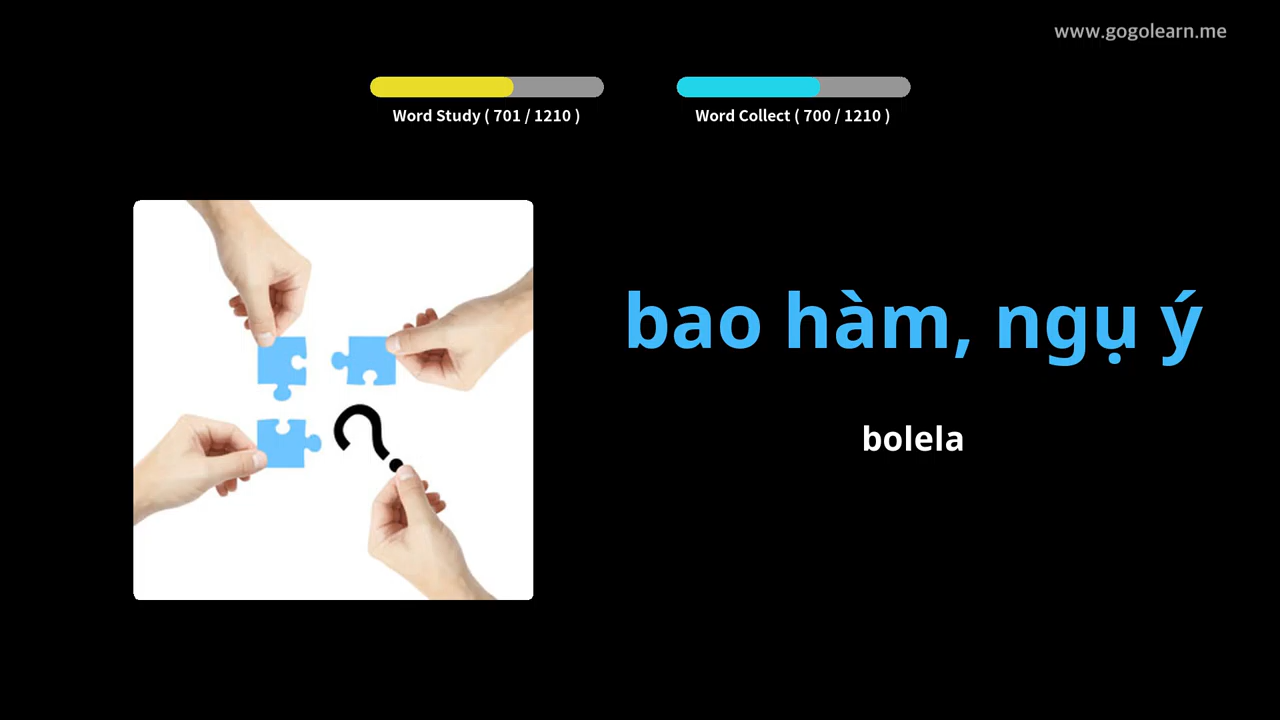 www.gogolearn.me
Word Study ( 701 / 1210 )
Word Collect ( 700 / 1210 )
bao hàm, ngụ ý
bolela